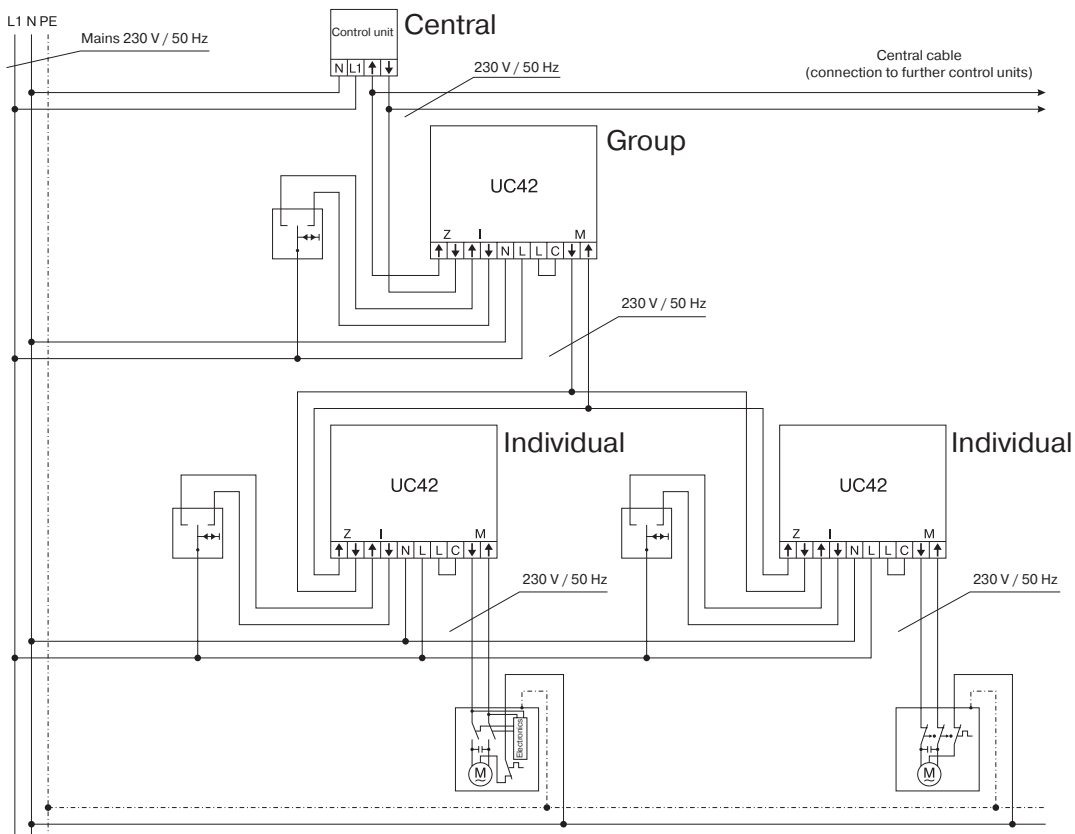 L1 N PE
Mains 230 V / 50 Hz
Control unit
Central
N L1 ↑ ↓
230 V / 50 Hz
Central cable
(connection to further control units)
Group
UC42
Z I M
↑ ↓ ↑ ↓ N L L C ↓ ↑
230 V / 50 Hz
Individual
UC42
Z I M
↑ ↓ ↑ ↓ N L L C ↓ ↑
230 V / 50 Hz
Individual
UC42
Z I M
↑ ↓ ↑ ↓ N L L C ↓ ↑
230 V / 50 Hz
Electronics
M
~
M
~